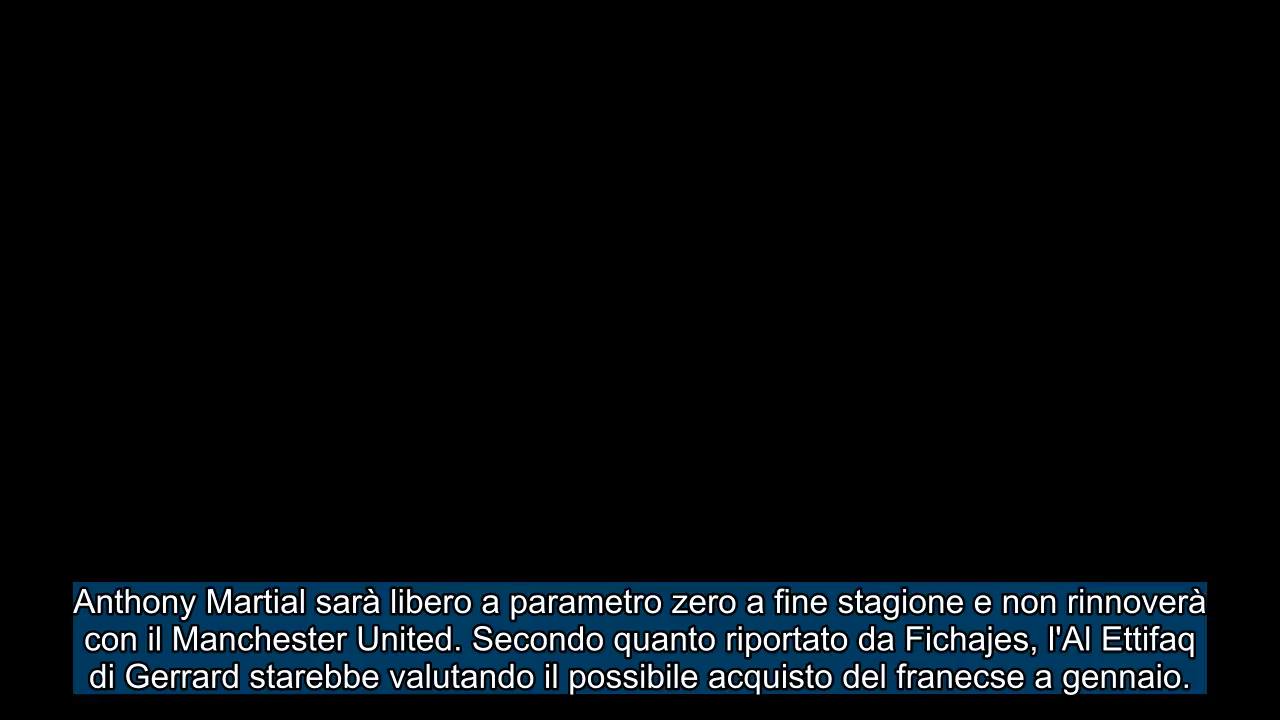 Anthony Martial sarà libero a parametro zero a fine stagione e non rinnoverà
con il Manchester United. Secondo quanto riportato da Fichajes, l'Al Ettifaq
di Gerrard starebbe valutando il possibile acquisto del franecse a gennaio.